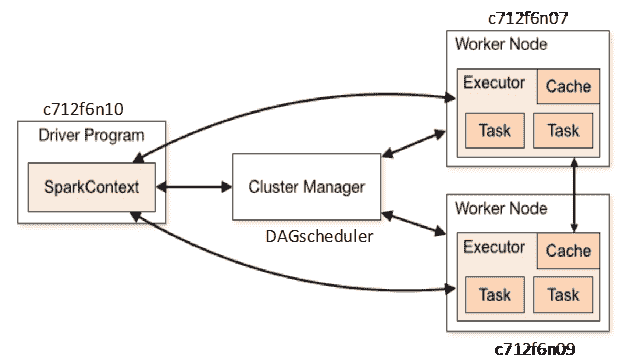 c712f6n07
Worker Node
Executor
Cache
Task
Task
c712f6n10
Driver Program
SparkContext
Cluster Manager
DAGscheduler
Worker Node
Executor
Cache
Task
Task
c712f6n09